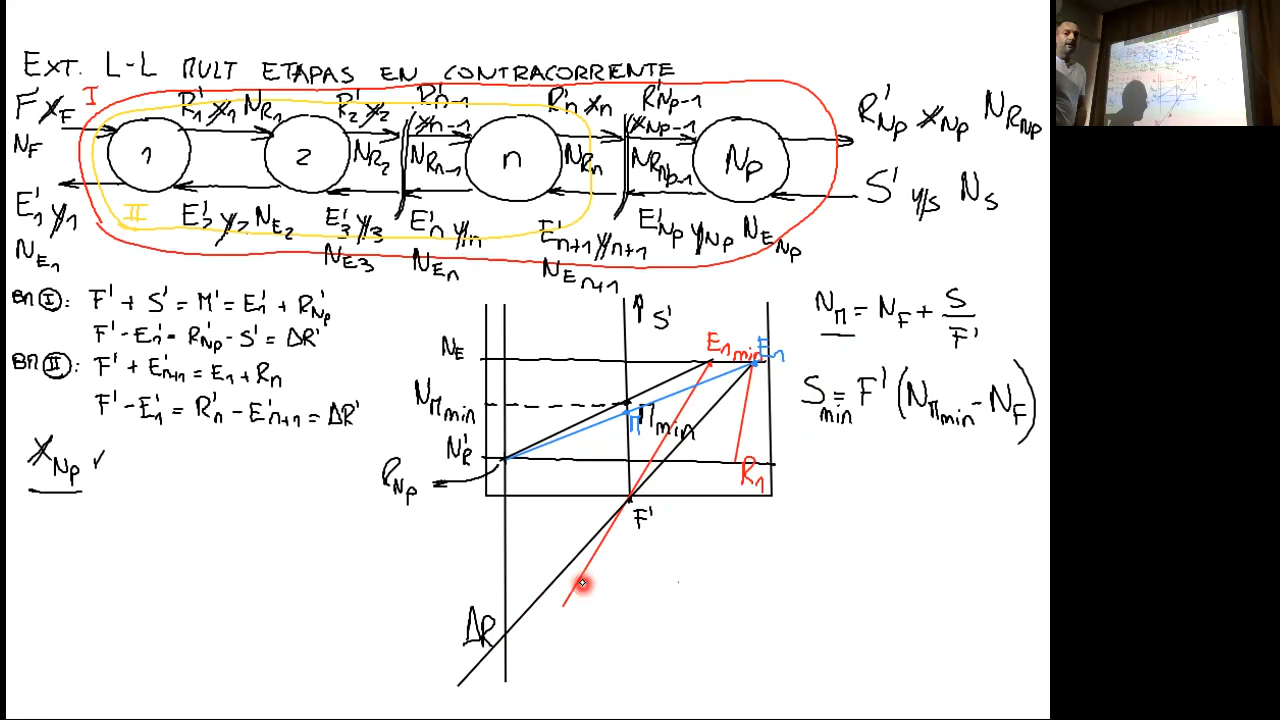 EXT. L-L MULT ETAPAS EN CONTRACORRIENTE
F' X_F I R'_1 X_1 N_R1 R'_2 X_2 R'_n-1 R'_n X_n R'_Np-1 R'_Np X_Np N_RNp
X_n-1 X_Np-1
N_F 1 2 N_R2 N_Rn-1 n N_Rn N_RNp-1 Np
S' y_S N_S
E'_1 y_1 II E'_2 y_2 N_E2 E'_3 y_3 E'_n y_n E'_n+1 y_n+1 E'_Np y_Np N_ENp
N_E1 N_E3 N_En N_En+1
EN I: F' + S' = M' = E'_1 + R'_Np
F' - E'_1 = R'_Np - S' = ΔR'
EN II: F' + E'_n+1 = E_1 + R_n
F' - E'_1 = R'_n - E'_n+1 = ΔR'
X_Np ✓
S'
N_E E_1min E_1
N_Mmin M M_min
N'_R
R_Np R_1
F'
ΔR
N_M = N_F + S/F'
S_min = F' (N_Mmin - N_F)